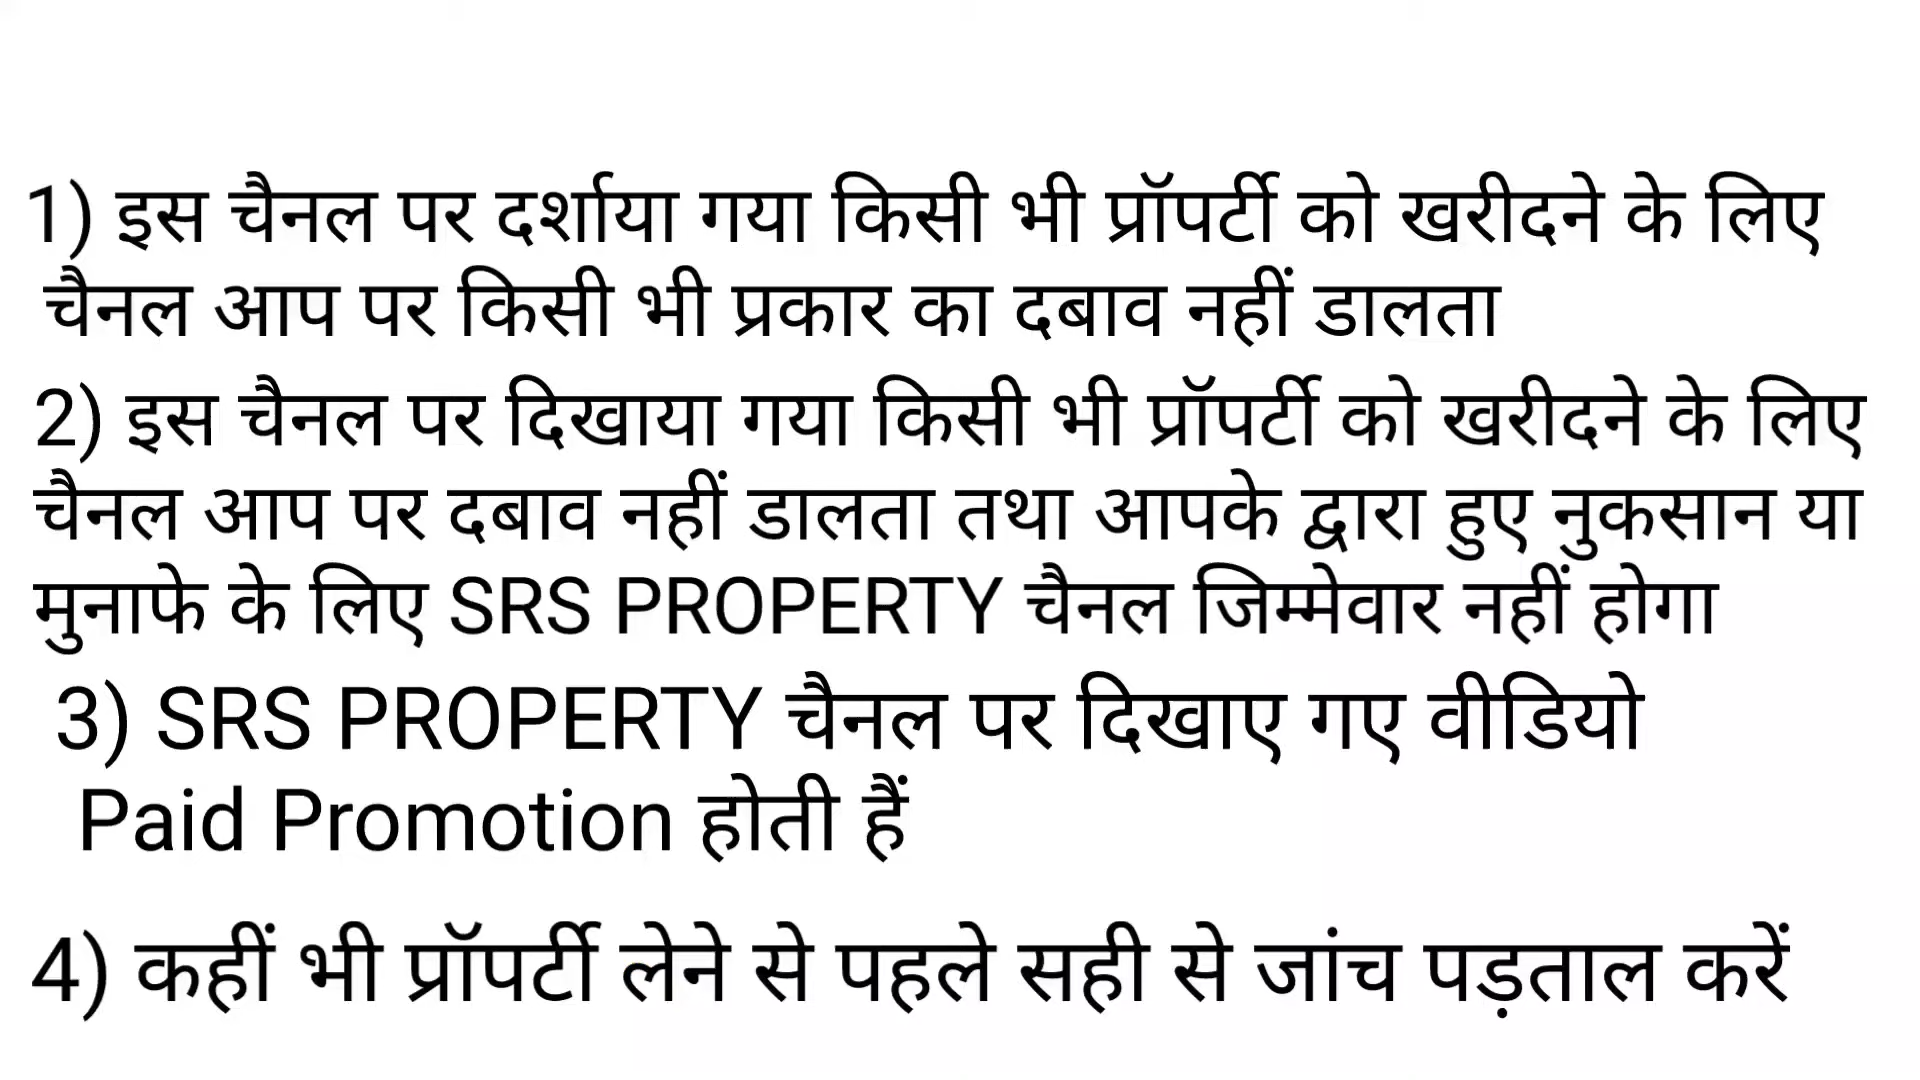 1) इस चैनल पर दर्शाया गया किसी भी प्रॉपर्टी को खरीदने के लिए
चैनल आप पर किसी भी प्रकार का दबाव नहीं डालता
2) इस चैनल पर दिखाया गया किसी भी प्रॉपर्टी को खरीदने के लिए
चैनल आप पर दबाव नहीं डालता तथा आपके द्वारा हुए नुकसान या
मुनाफे के लिए SRS PROPERTY चैनल जिम्मेवार नहीं होगा
3) SRS PROPERTY चैनल पर दिखाए गए वीडियो
Paid Promotion होती हैं
4) कहीं भी प्रॉपर्टी लेने से पहले सही से जांच पड़ताल करें